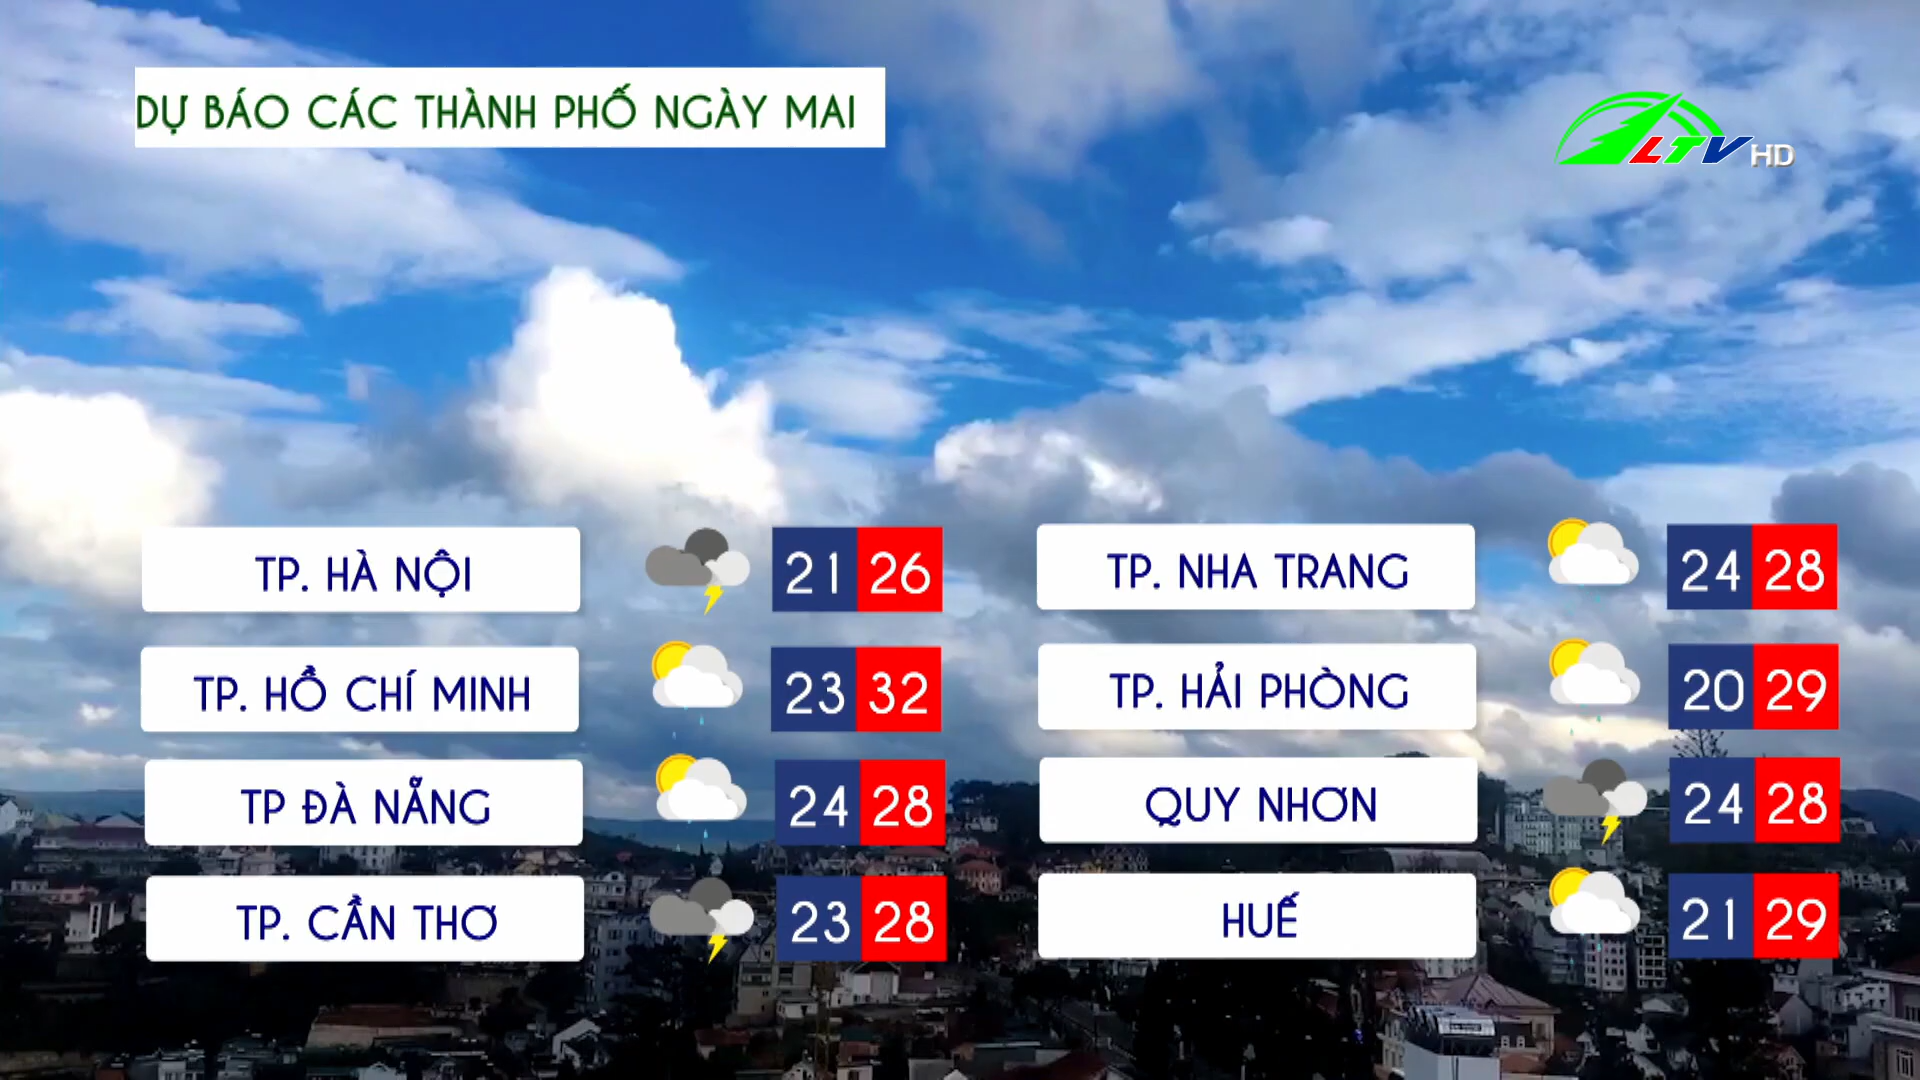 DỰ BÁO CÁC THÀNH PHỐ NGÀY MAI
LTV HD
TP. HÀ NỘI 21 26
TP. HỒ CHÍ MINH 23 32
TP ĐÀ NẴNG 24 28
TP. CẦN THƠ 23 28
TP. NHA TRANG 24 28
TP. HẢI PHÒNG 20 29
QUY NHƠN 24 28
HUẾ 21 29